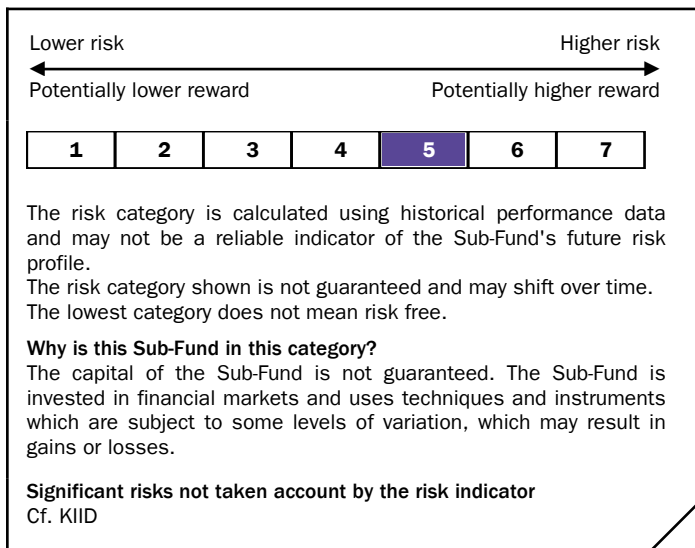 Lower risk Higher risk
Potentially lower reward Potentially higher reward
1 2 3 4 5 6 7
The risk category is calculated using historical performance data
and may not be a reliable indicator of the Sub-Fund's future risk
profile.
The risk category shown is not guaranteed and may shift over time.
The lowest category does not mean risk free.
Why is this Sub-Fund in this category?
The capital of the Sub-Fund is not guaranteed. The Sub-Fund is
invested in financial markets and uses techniques and instruments
which are subject to some levels of variation, which may result in
gains or losses.
Significant risks not taken account by the risk indicator
Cf. KIID